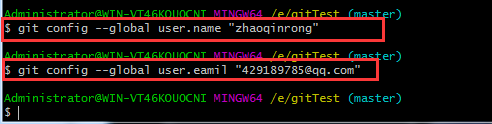 Administrator@WIN-VT46KOUOCNI MINGW64 /e/gitTest (master)
$ git config --global user.name "zhaoqinrong"
Administrator@WIN-VT46KOUOCNI MINGW64 /e/gitTest (master)
$ git config --global user.eamil "429189785@qq.com"
Administrator@WIN-VT46KOUOCNI MINGW64 /e/gitTest (master)
$